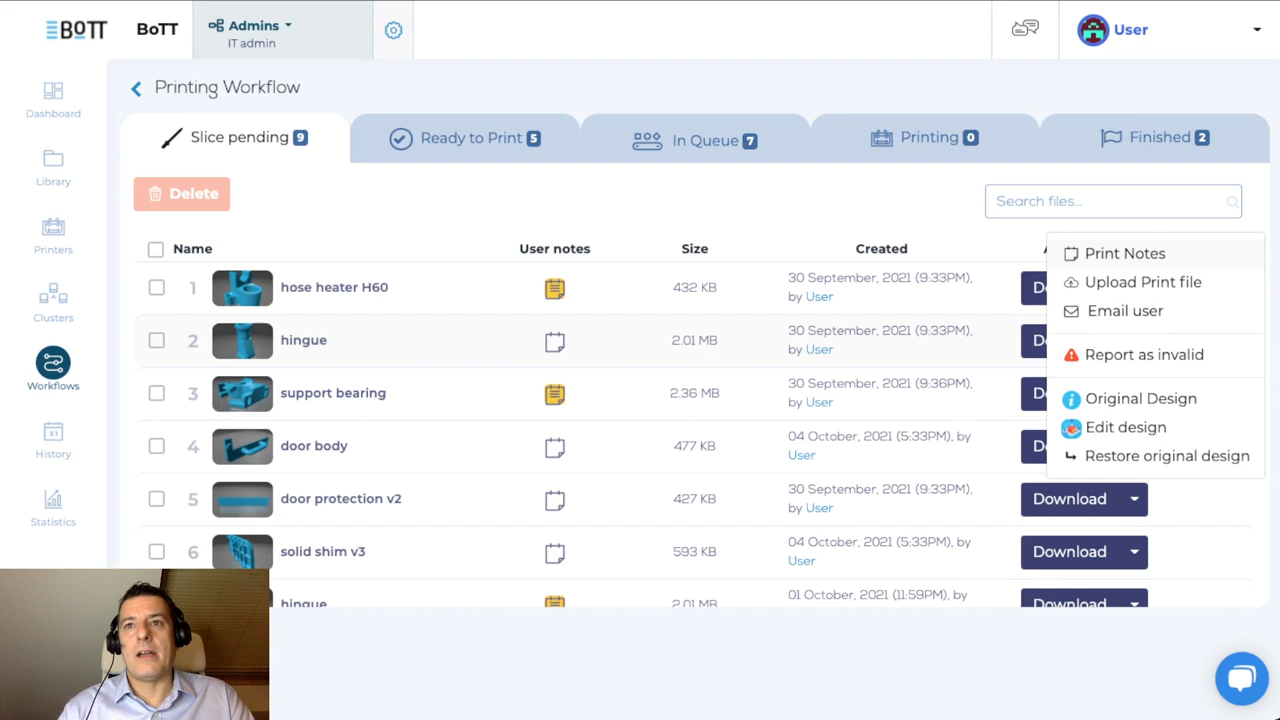 BOTT
BoTT
Admins
IT admin
User
Dashboard
Library
Printers
Clusters
Workflows
31
History
Statistics
Printing Workflow
Slice pending 9
Ready to Print 5
In Queue 7
Printing 0
Finished 2
Delete
Search files...
Name
User notes
Size
Created
Print Notes
Upload Print file
Email user
Report as invalid
Original Design
Edit design
Restore original design
1 hose heater H60 432 KB 30 September, 2021 (9:33PM),
by User
2 hingue 2.01 MB 30 September, 2021 (9:33PM),
by User
3 support bearing 2.36 MB 30 September, 2021 (9:36PM),
by User
4 door body 477 KB 04 October, 2021 (5:33PM), by
User
5 door protection v2 427 KB 30 September, 2021 (9:33PM), Download
by User
6 solid shim v3 593 KB 04 October, 2021 (5:33PM), by Download
User
hingue 2.01 MB 01 October, 2021 (11:59PM), by Download